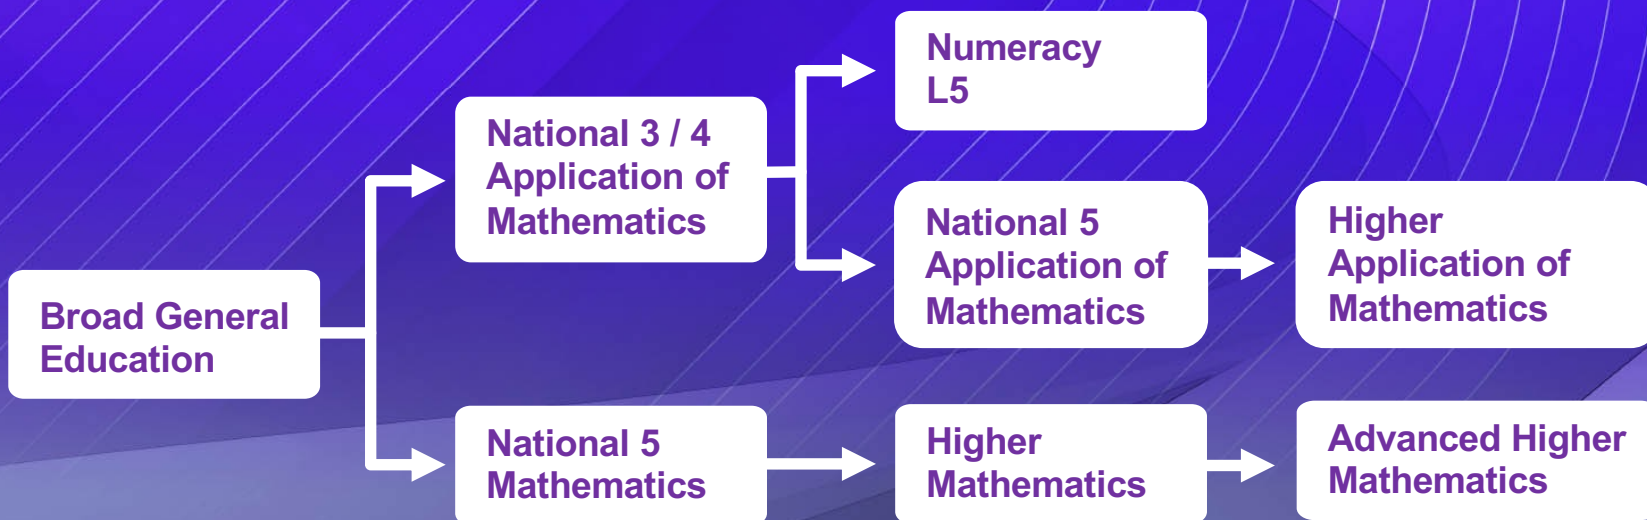 Numeracy
L5
National 3 / 4
Application of
Mathematics
National 5
Application of
Mathematics
Higher
Application of
Mathematics
Broad General
Education
National 5
Mathematics
Higher
Mathematics
Advanced Higher
Mathematics